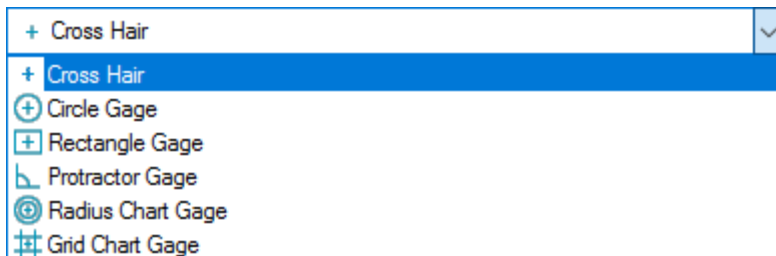 Cross Hair
Cross Hair
Circle Gage
Rectangle Gage
Protractor Gage
Radius Chart Gage
Grid Chart Gage